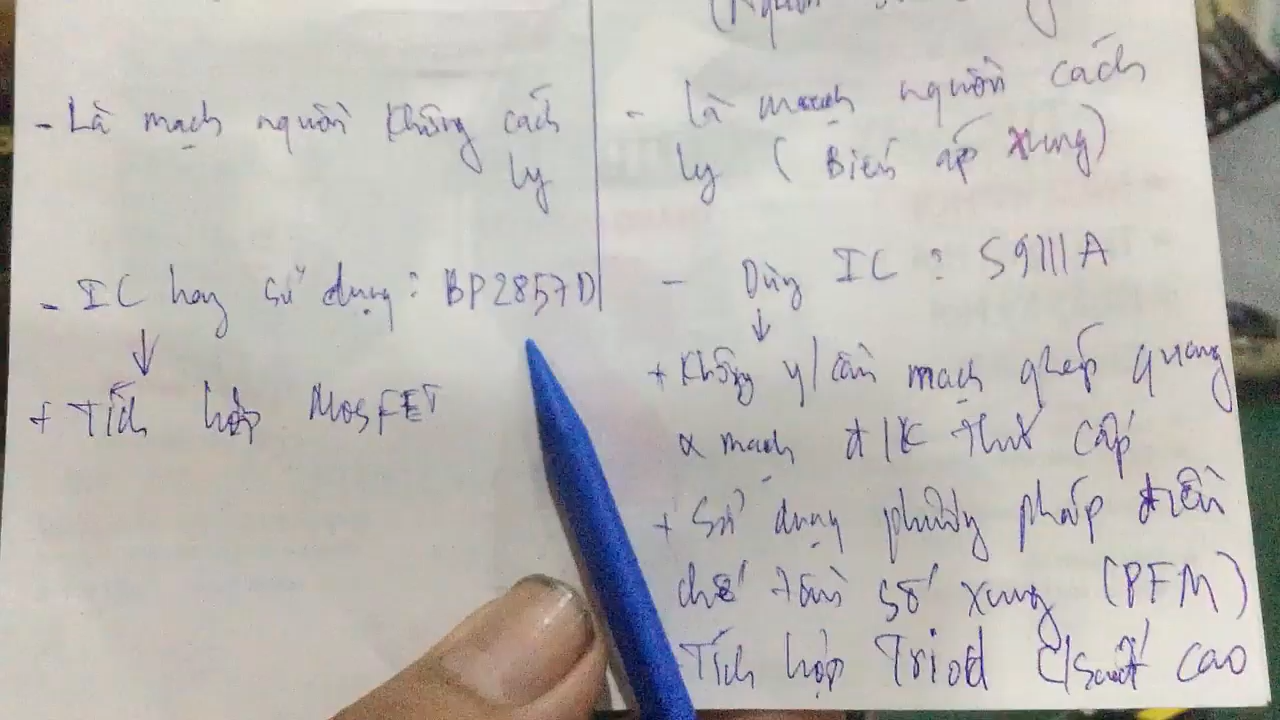 - Là mạch nguồn không cách
ly
- IC hay sử dụng : BP2857D
+ Tích hợp MOSFET
(Nguồn
- là mạch nguồn cách
ly ( Biến áp xung)
- Dùng IC : S9111A
+ Không y/cầu mạch ghép quang
& mạch đ/K thứ cấp
+ Sử dụng phương pháp điều
chế tần số xung (PFM)
Tích hợp Triod C/suất cao